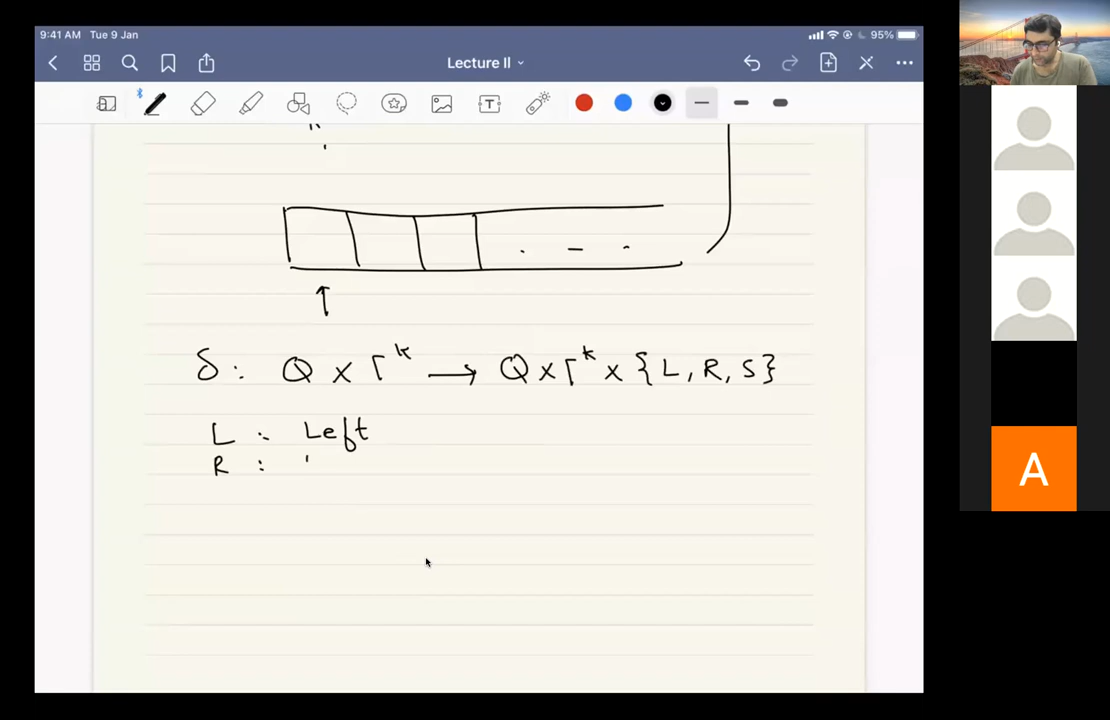 9:41 AM Tue 9 Jan
95%
Lecture II
T
δ: Q x Γ^k → Q x Γ^k x {L, R, S}
L : Left
R :
A